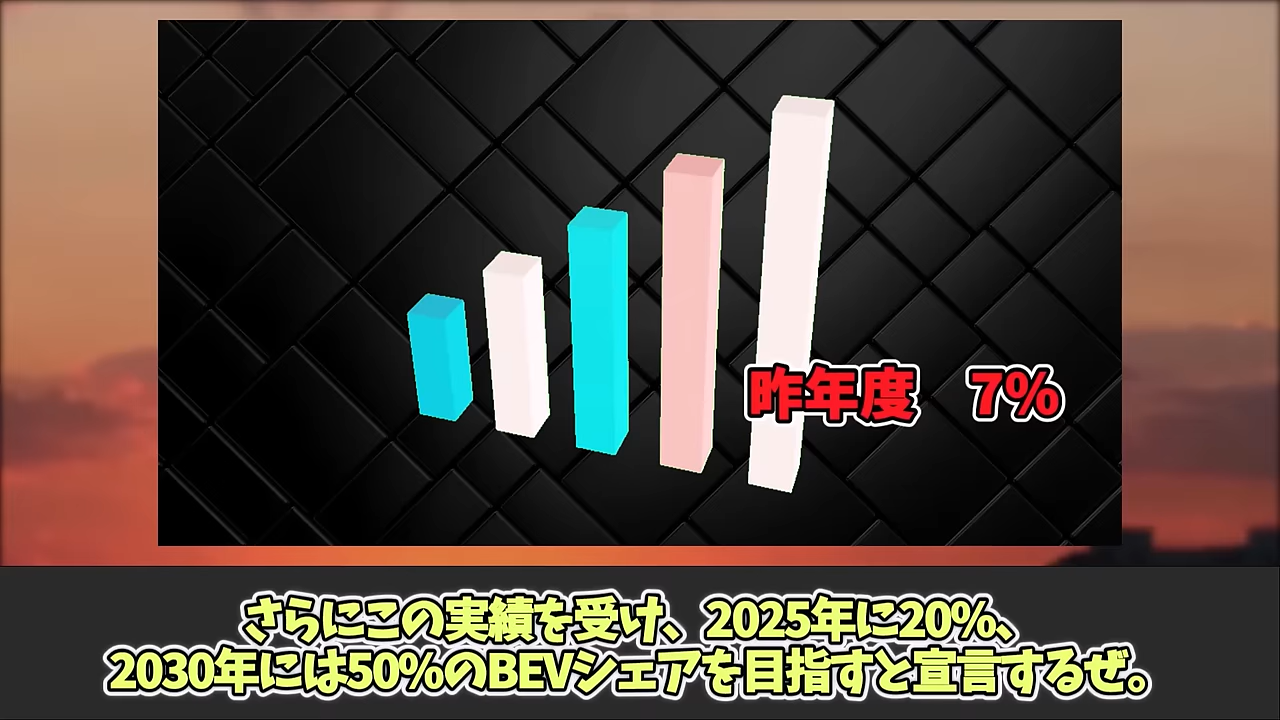 昨年度　7%
さらにこの実績を受け、2025年に20%、
2030年には50%のBEVシェアを目指すと宣言するぜ。